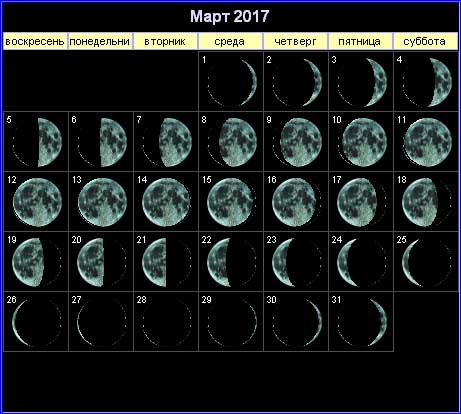 Март 2017
воскресень понедельни вторник среда четверг пятница суббота
1 2 3 4
5 6 7 8 9 10 11
12 13 14 15 16 17 18
19 20 21 22 23 24 25
26 27 28 29 30 31